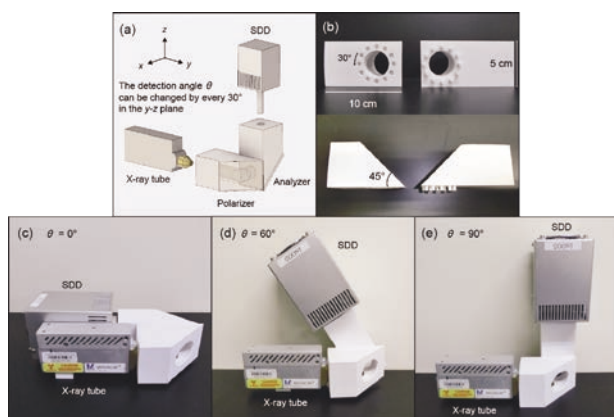 (a)
z
x
y
SDD
The detection angle θ
can be changed by every 30°
in the y-z plane
X-ray tube
Analyzer
Polarizer
(b)
30°
5 cm
10 cm
45°
(c) θ = 0°
SDD
X-ray tube
(d) θ = 60°
SDD
X-ray tube
(e) θ = 90°
SDD
X-ray tube